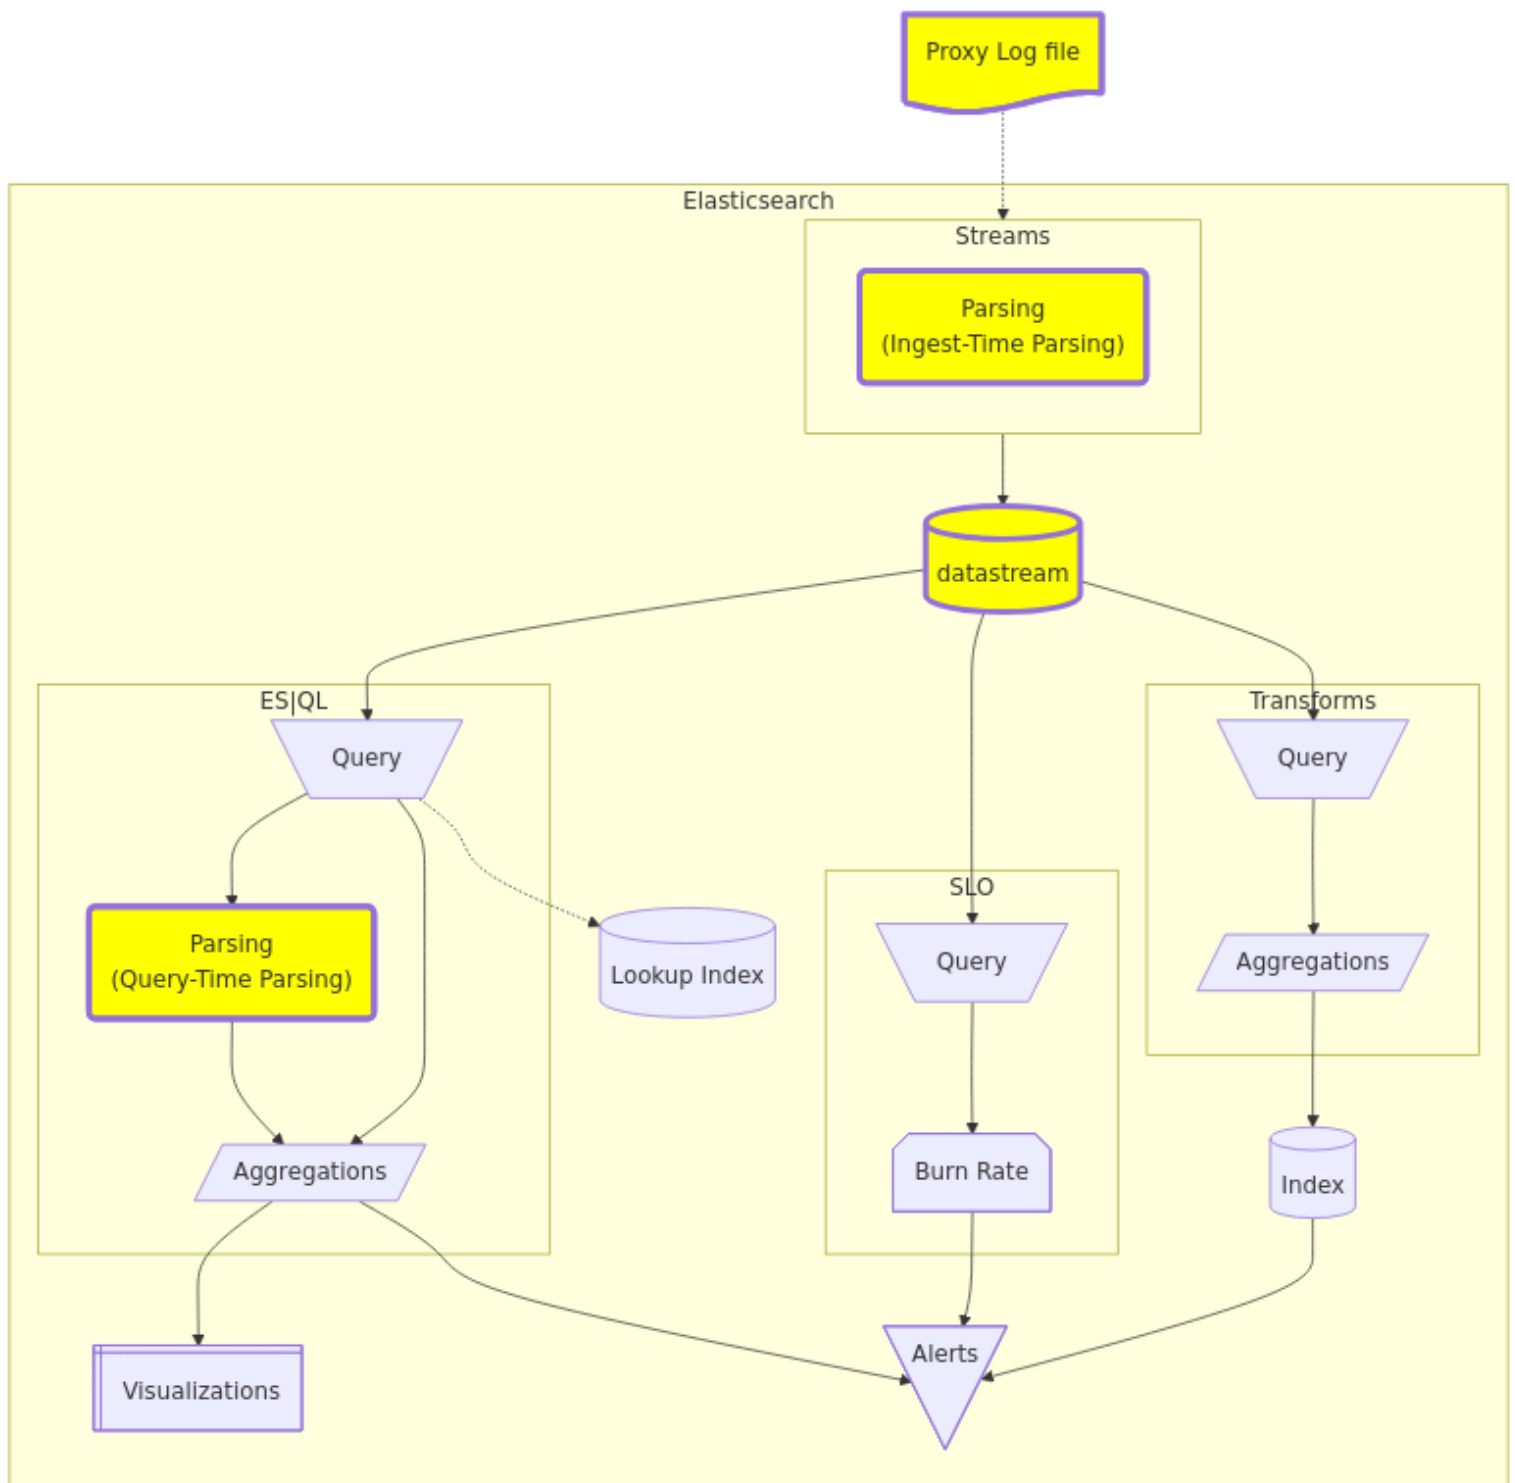 Proxy Log file
Elasticsearch
Streams
Parsing
(Ingest-Time Parsing)
datastream
ES|QL
Transforms
Query
Query
SLO
Parsing
(Query-Time Parsing)
Lookup Index
Query
Aggregations
Aggregations
Burn Rate
Index
Alerts
Visualizations